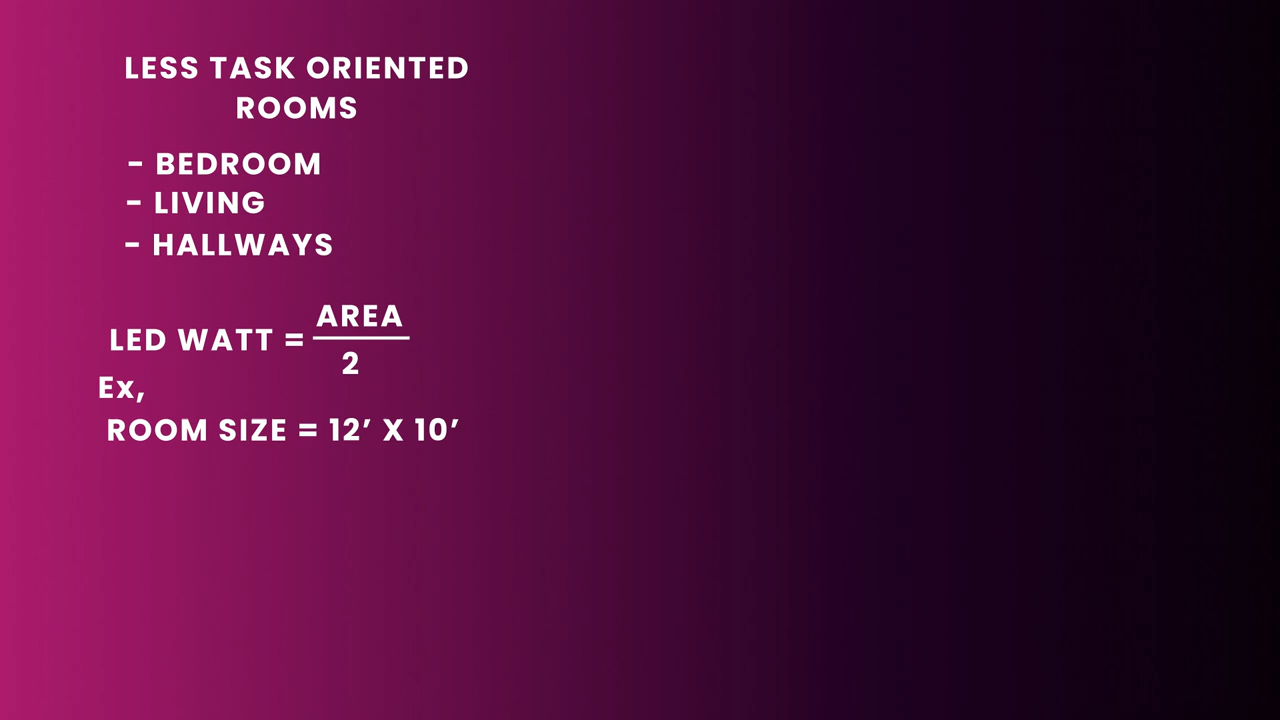 LESS TASK ORIENTED
ROOMS
- BEDROOM
- LIVING
- HALLWAYS
LED WATT = AREA
2
Ex,
ROOM SIZE = 12’ X 10’